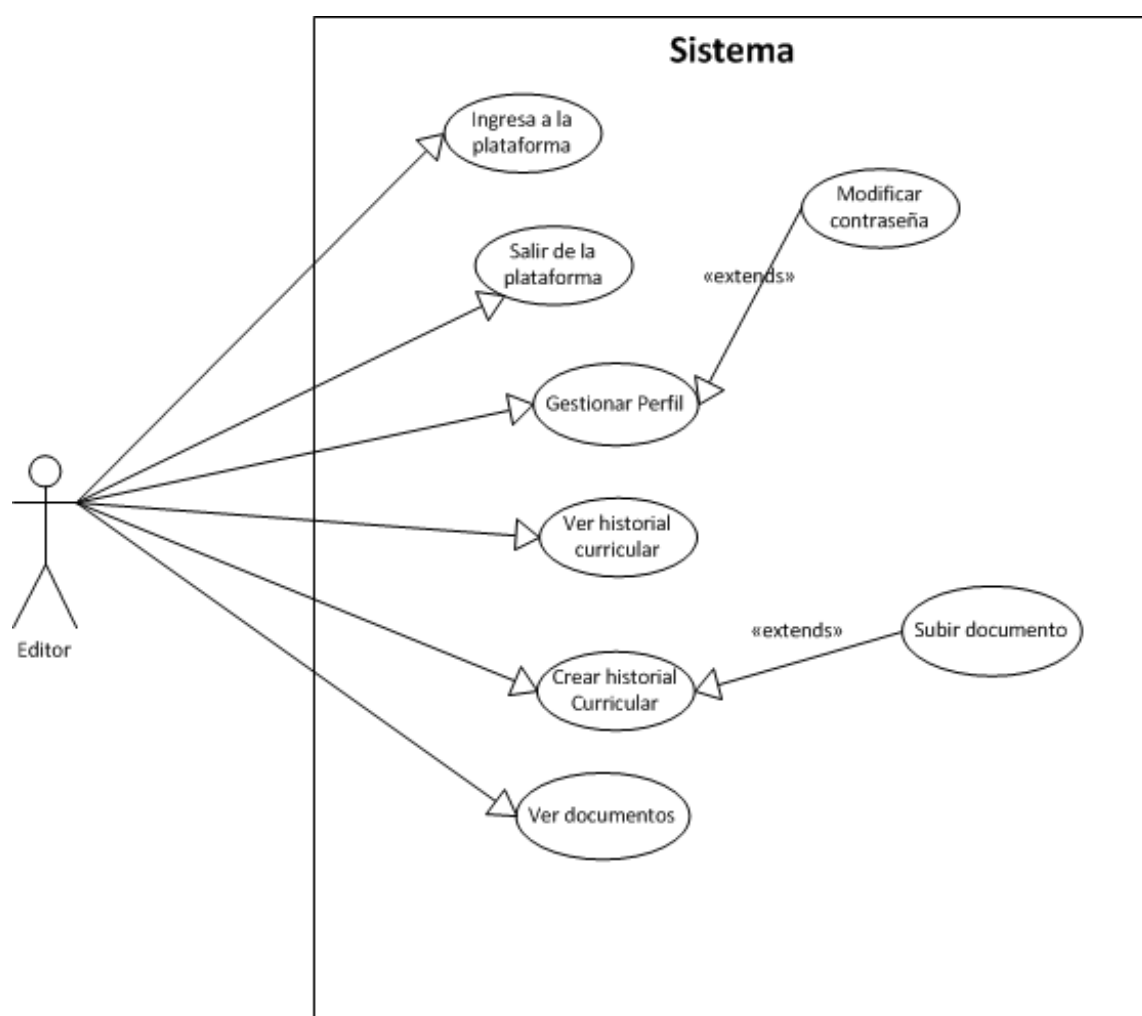 Sistema
Ingresa a la
plataforma
Modificar
contraseña
Salir de la
plataforma
«extends»
Gestionar Perfil
Ver historial
curricular
Editor
«extends»
Subir documento
Crear historial
Curricular
Ver documentos